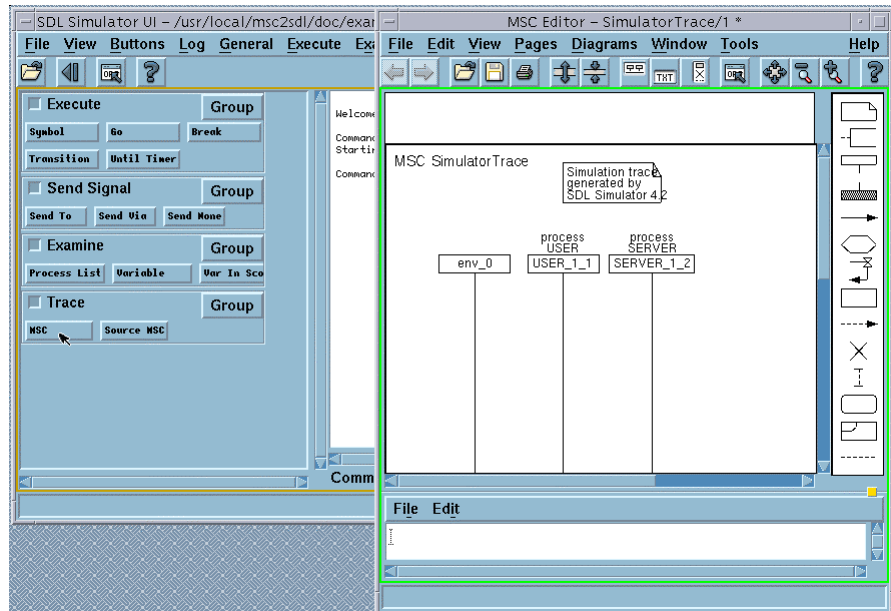 SDL Simulator UI – /usr/local/msc2sdl/doc/exa
File View Buttons Log General Execute
Execute
Group
Symbol Go Break
Transition Until Timer
Send Signal
Group
Send To Send Via Send None
Examine
Group
Process List Variable Var In Sco
Trace
Group
MSC Source MSC
Welcome
Command
Startin
Command
Comm
MSC Editor – SimulatorTrace/1 *
File Edit View Pages Diagrams Window Tools Help
TXT
MSC SimulatorTrace
Simulation trace
generated by
SDL Simulator 4.2
process
USER
process
SERVER
env_0 USER_1_1 SERVER_1_2
File Edit